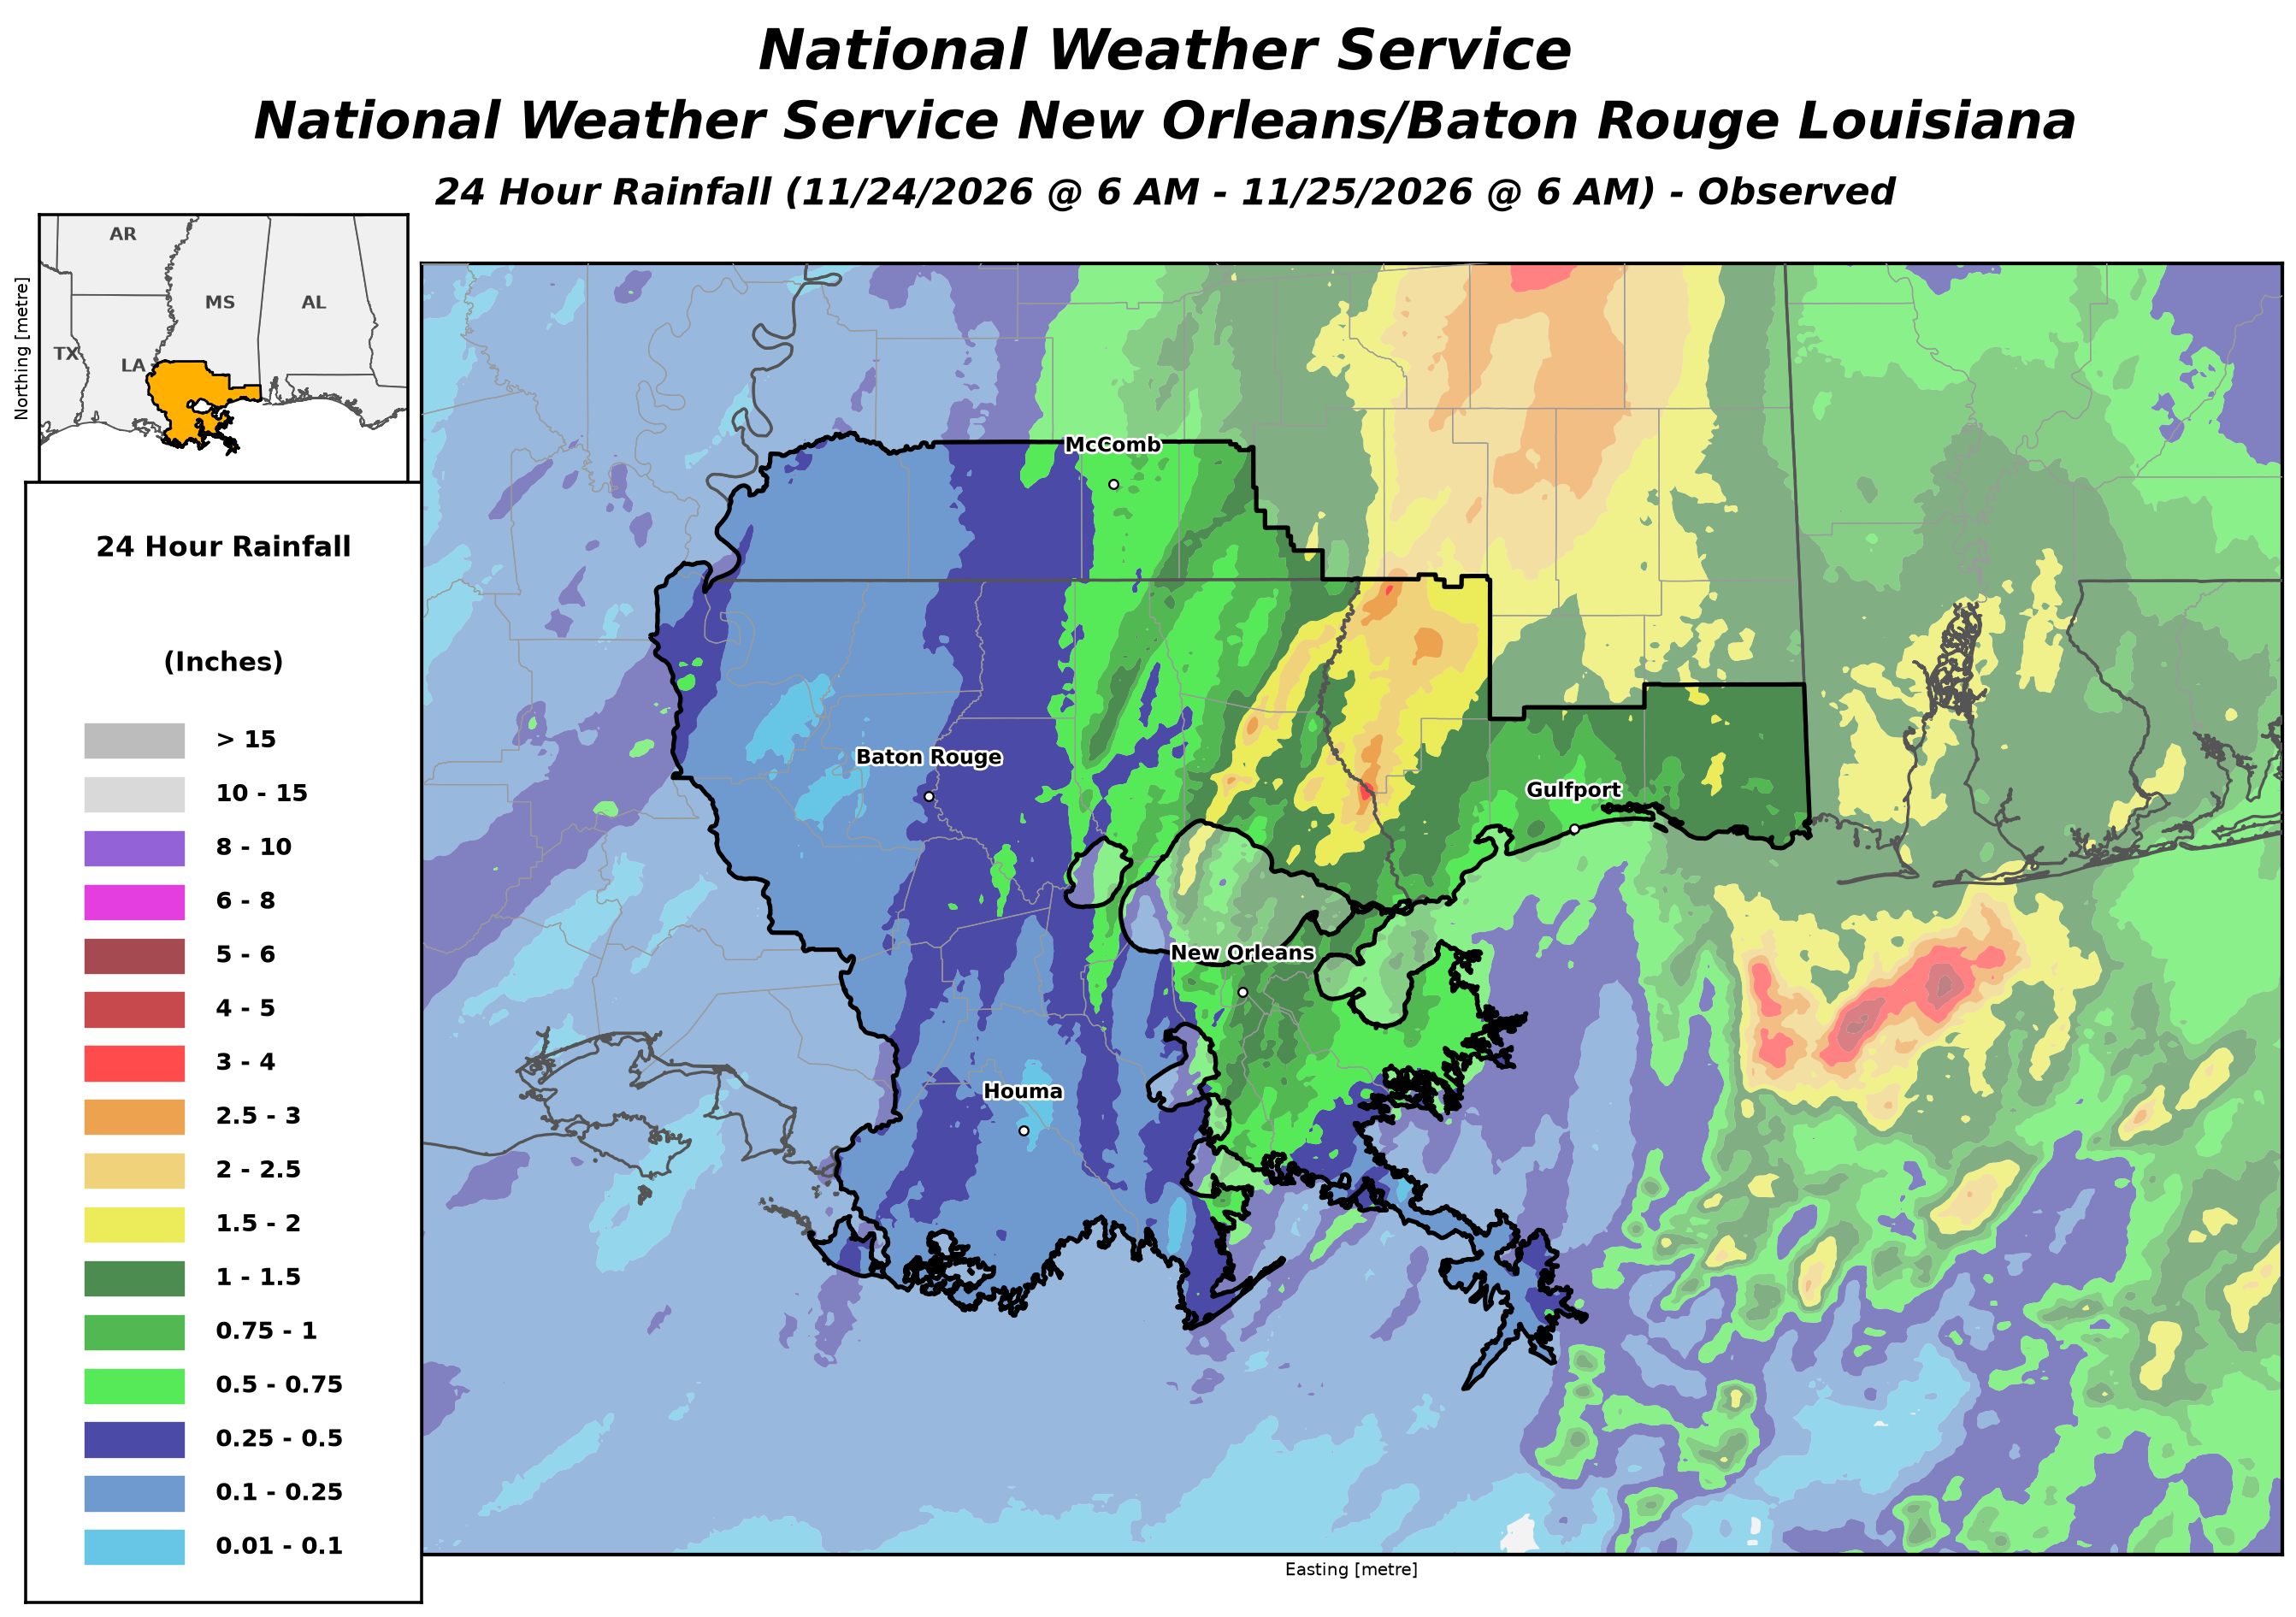 National Weather Service
National Weather Service New Orleans/Baton Rouge Louisiana
24 Hour Rainfall (11/24/2026 @ 6 AM - 11/25/2026 @ 6 AM) - Observed
Northing [metre]
AR
MS
AL
TX
LA
24 Hour Rainfall
(Inches)
> 15
10 - 15
8 - 10
6 - 8
5 - 6
4 - 5
3 - 4
2.5 - 3
2 - 2.5
1.5 - 2
1 - 1.5
0.75 - 1
0.5 - 0.75
0.25 - 0.5
0.1 - 0.25
0.01 - 0.1
McComb
Baton Rouge
Gulfport
New Orleans
Houma
Easting [metre]